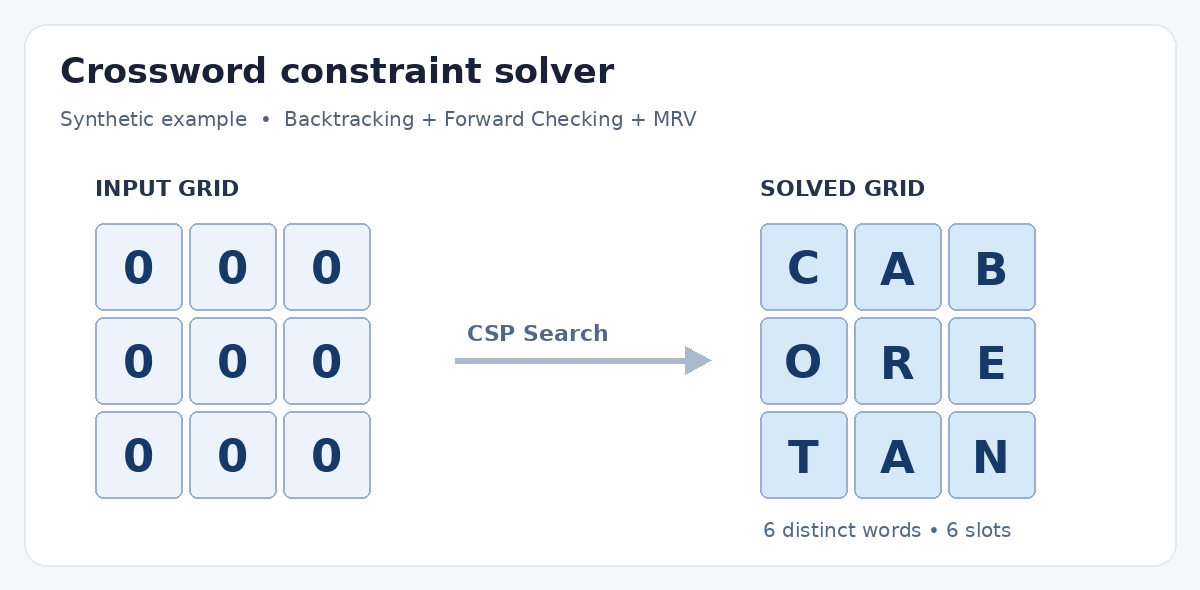 Crossword constraint solver
Synthetic example • Backtracking + Forward Checking + MRV
INPUT GRID
0 0 0
0 0 0
0 0 0
CSP Search
SOLVED GRID
C A B
O R E
T A N
6 distinct words • 6 slots